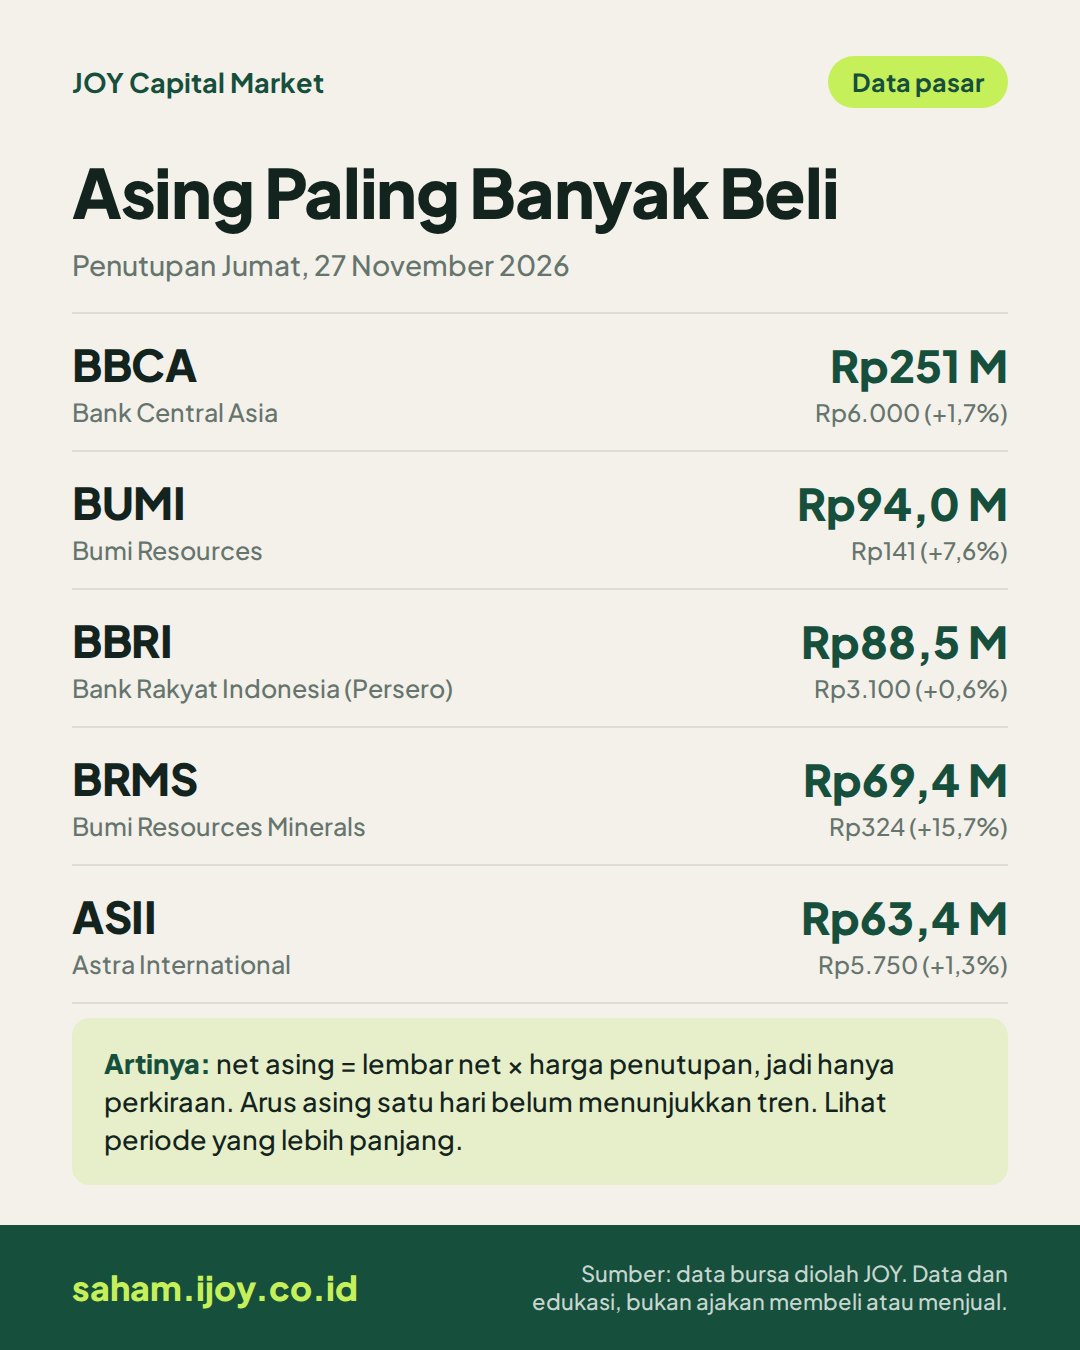 JOY Capital Market
Data pasar
Asing Paling Banyak Beli
Penutupan Jumat, 27 November 2026
BBCA
Rp251 M
Bank Central Asia
Rp6.000 (+1,7%)
BUMI
Rp94,0 M
Bumi Resources
Rp141 (+7,6%)
BBRI
Rp88,5 M
Bank Rakyat Indonesia (Persero)
Rp3.100 (+0,6%)
BRMS
Rp69,4 M
Bumi Resources Minerals
Rp324 (+15,7%)
ASII
Rp63,4 M
Astra International
Rp5.750 (+1,3%)
Artinya: net asing = lembar net × harga penutupan, jadi hanya
perkiraan. Arus asing satu hari belum menunjukkan tren. Lihat
periode yang lebih panjang.
saham.ijoy.co.id
Sumber: data bursa diolah JOY. Data dan
edukasi, bukan ajakan membeli atau menjual.